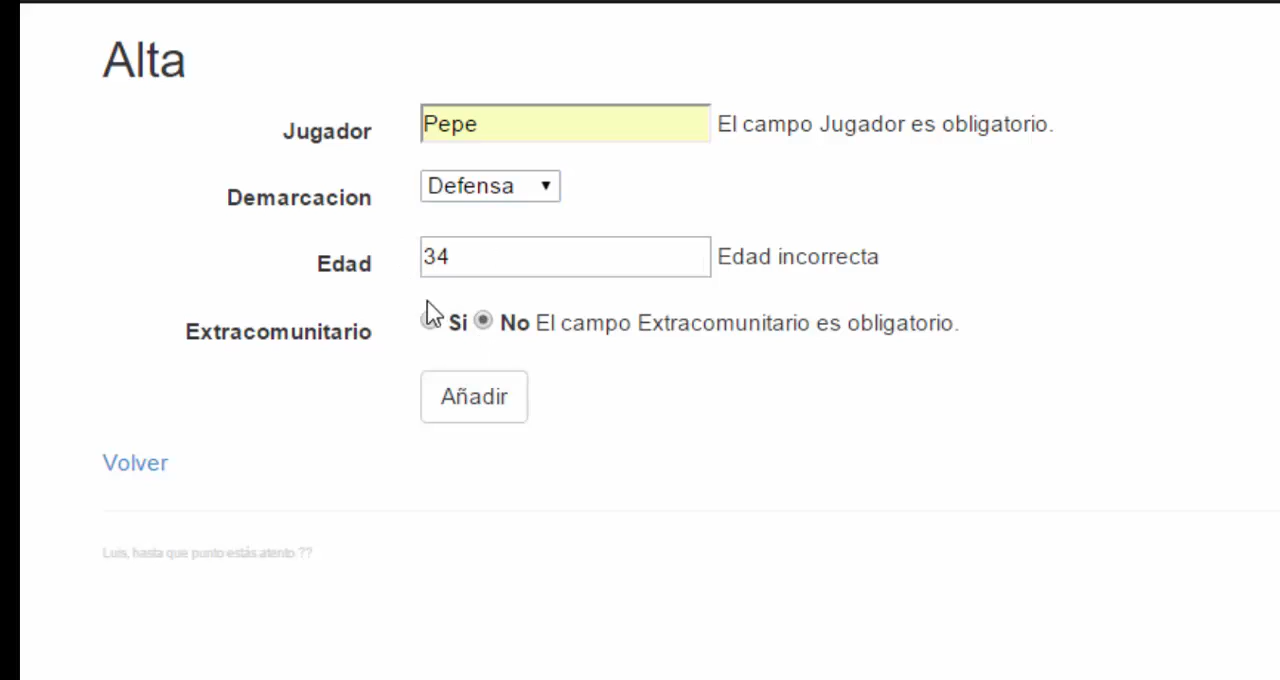 Alta
Jugador Pepe El campo Jugador es obligatorio.
Demarcacion Defensa
Edad 34 Edad incorrecta
Extracomunitario Si No El campo Extracomunitario es obligatorio.
Añadir
Volver
Luis, hasta que punto estás atento ??